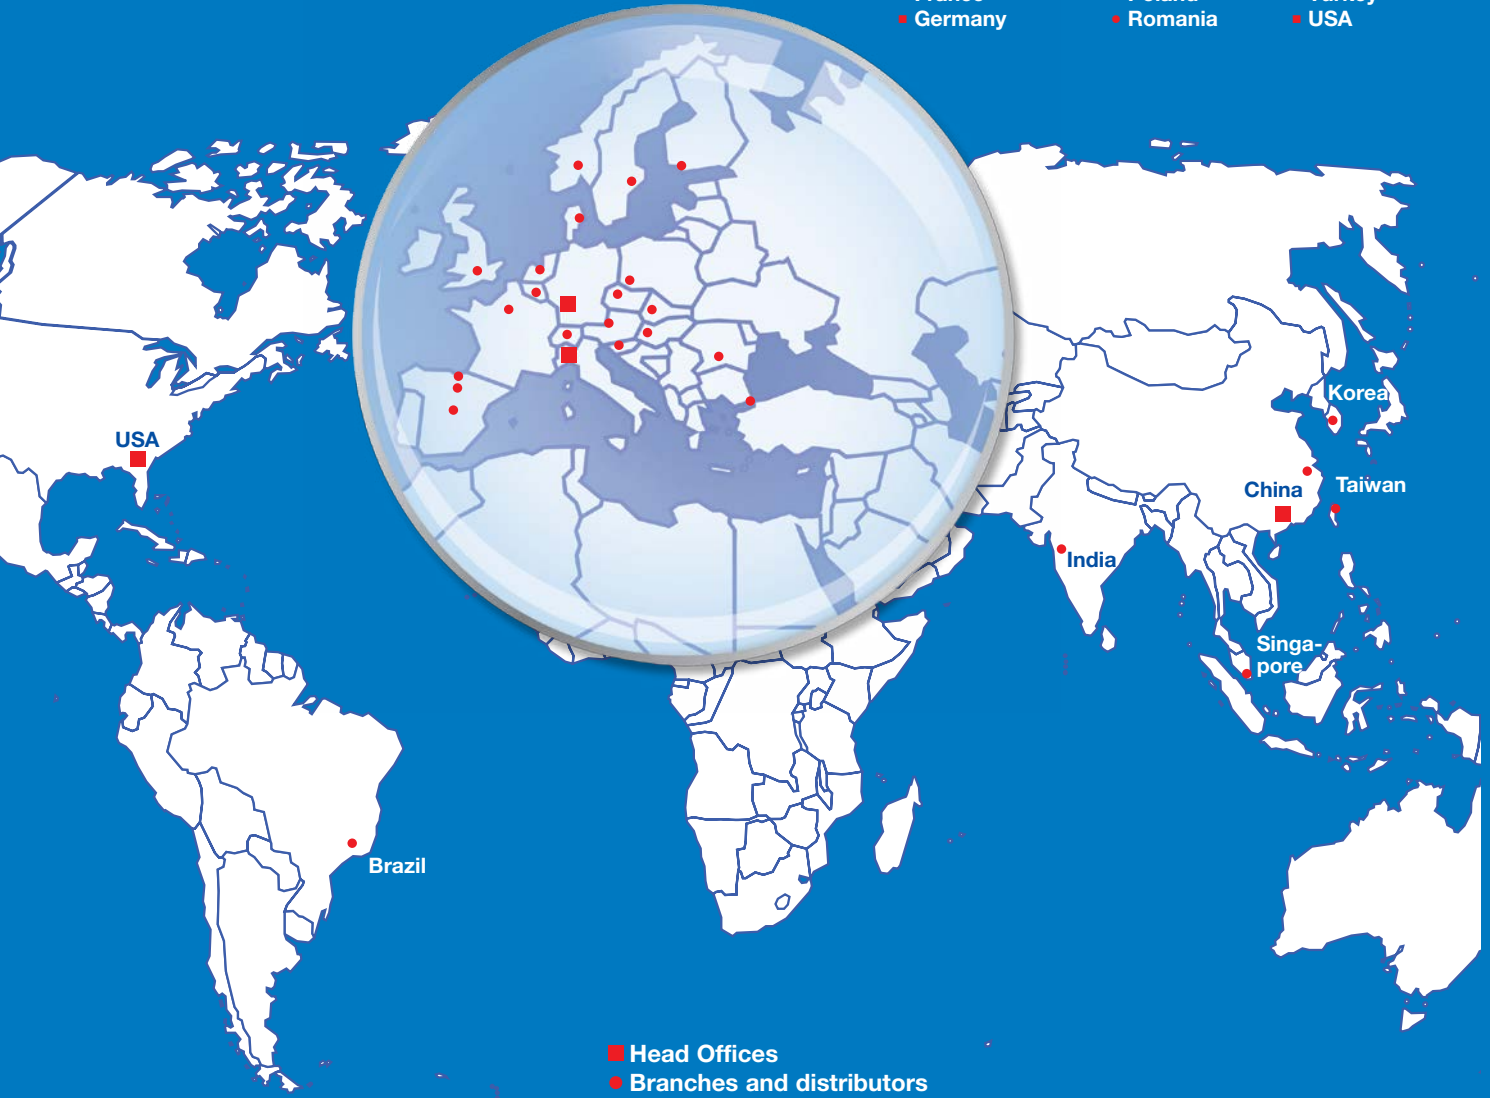 Germany
Romania
USA
USA
Korea
China
Taiwan
India
Singa-
pore
Brazil
Head Offices
Branches and distributors